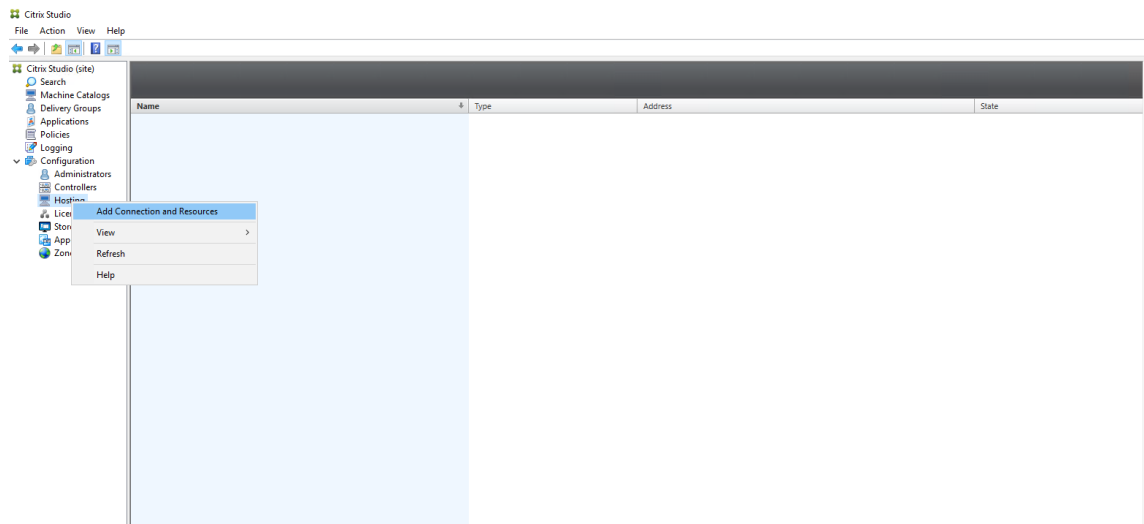 Citrix Studio
File Action View Help
Citrix Studio (site)
Search
Machine Catalogs
Delivery Groups
Applications
Policies
Logging
Configuration
Administrators
Controllers
Hosting
Name Type Address State
Add Connection and Resources
View >
Refresh
Help